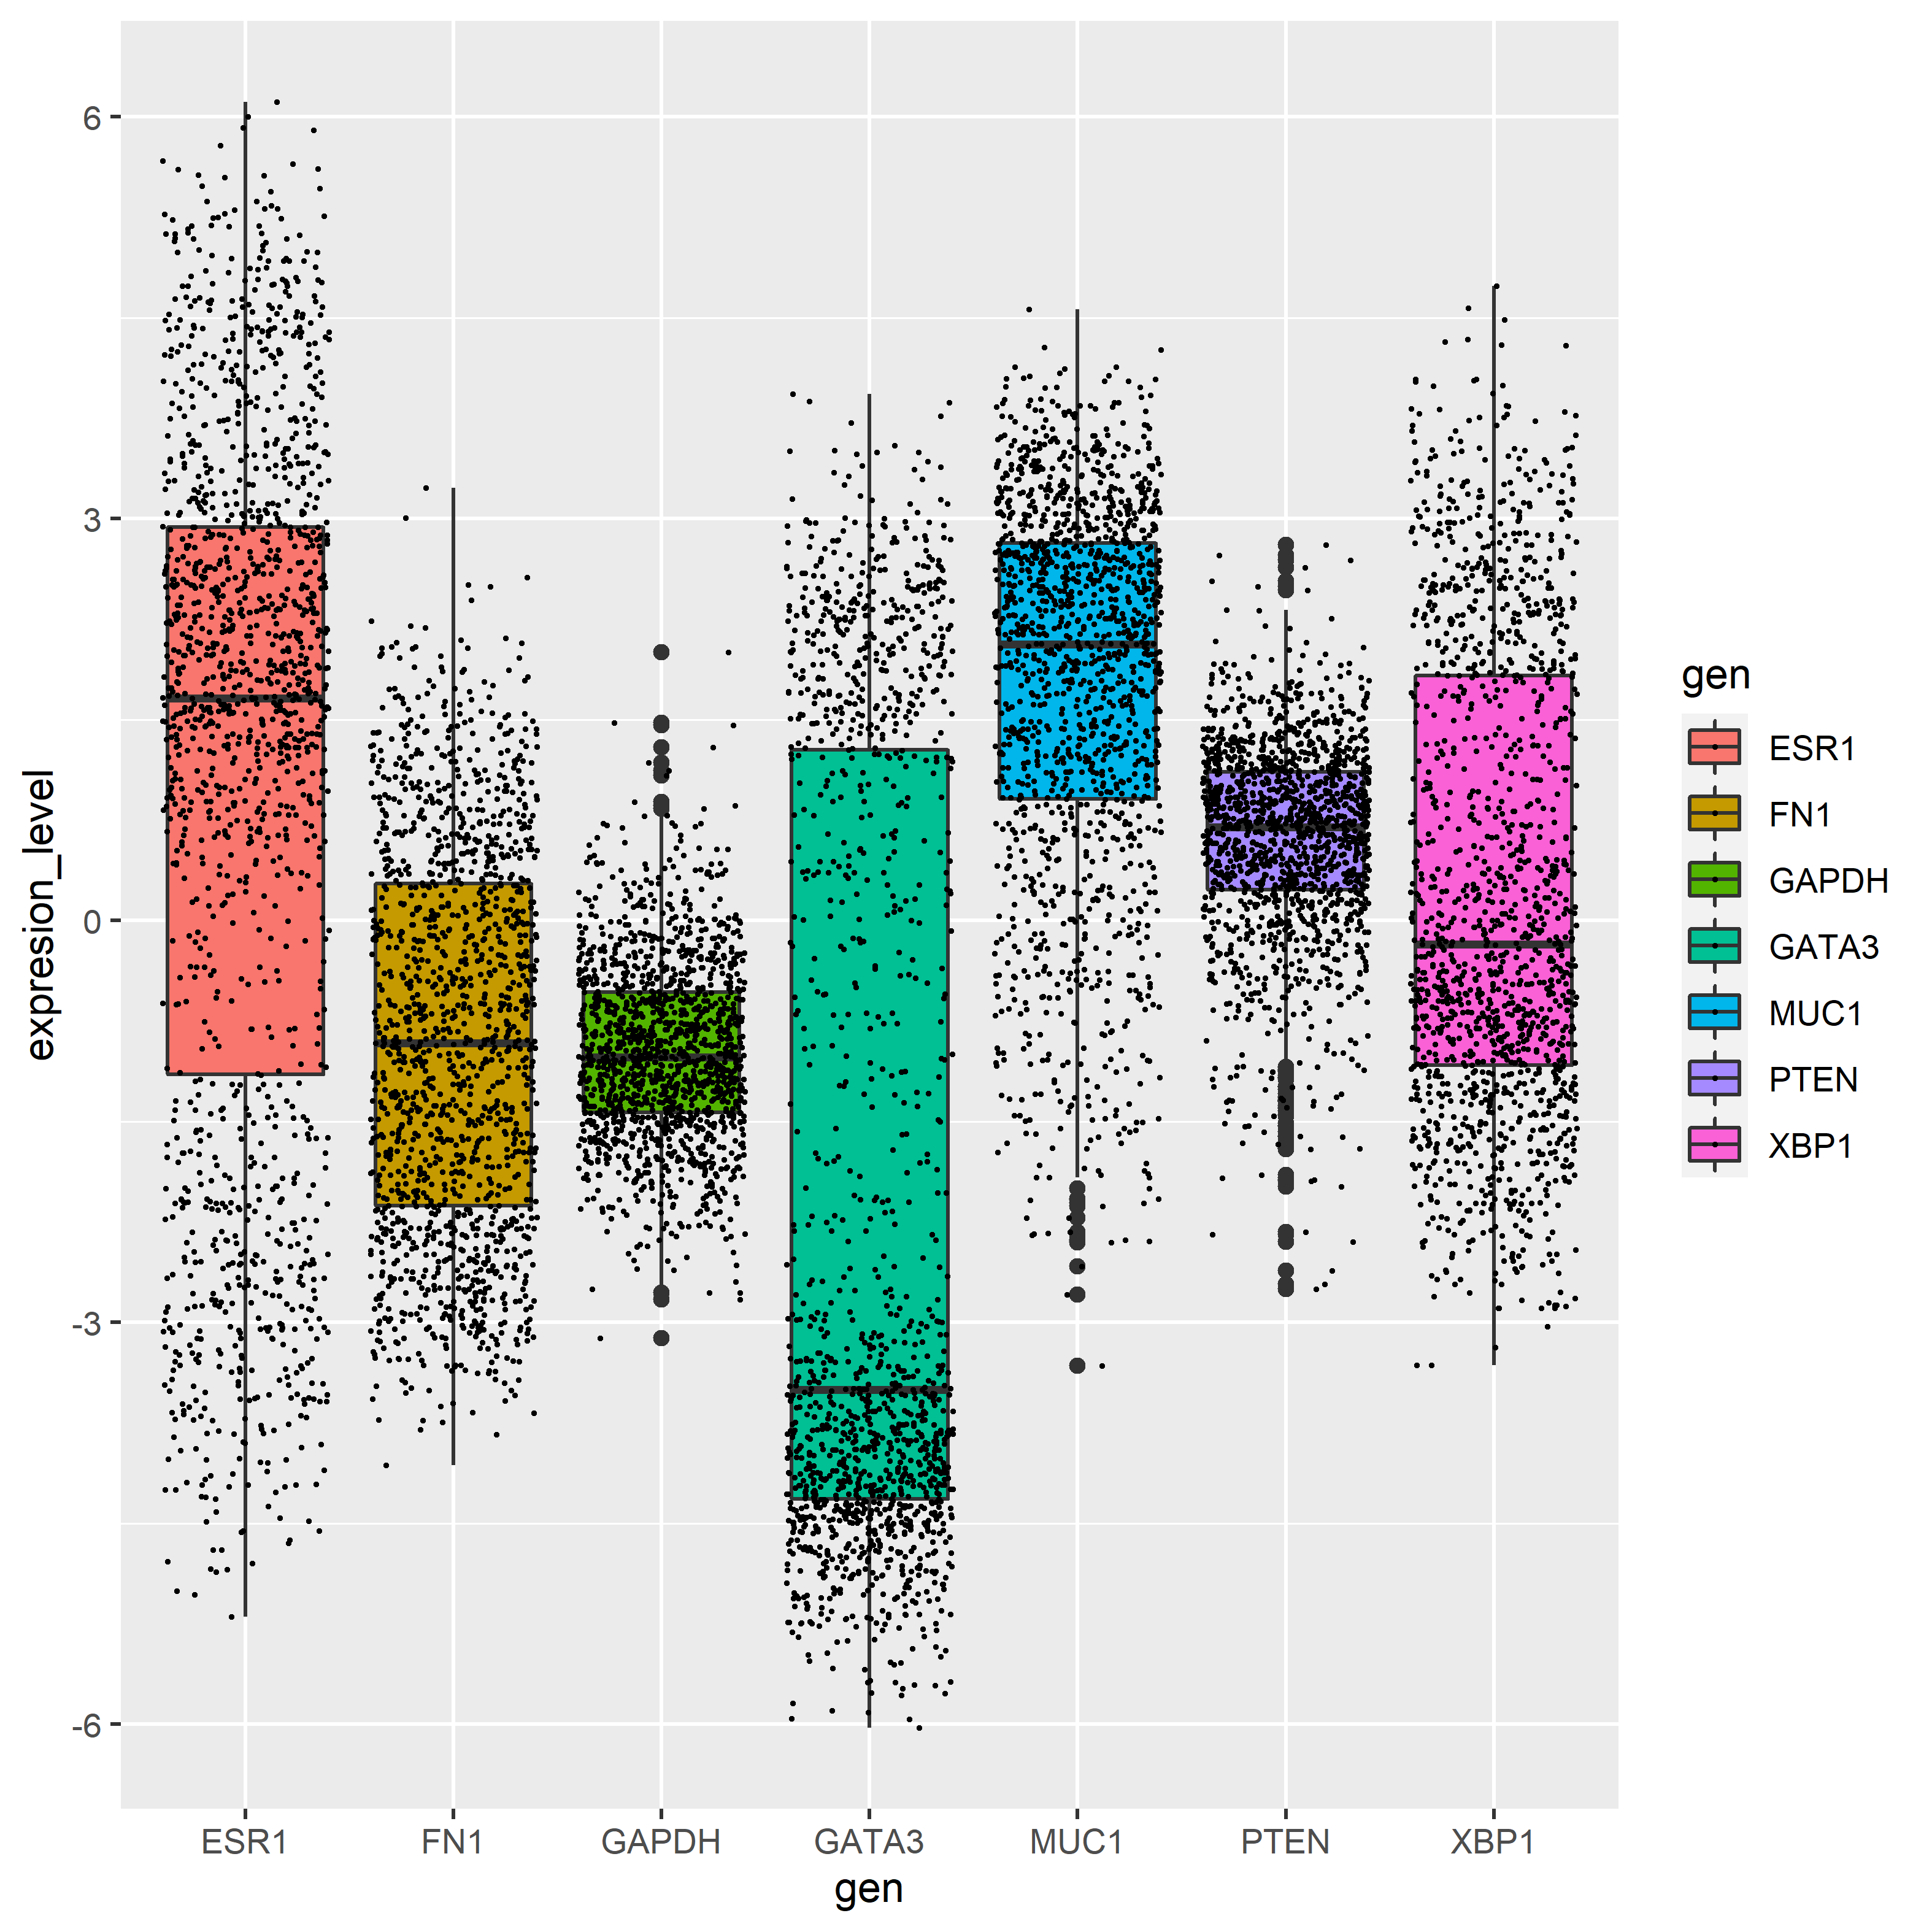 expresion_level
6
3
0
-3
-6
ESR1 FN1 GAPDH GATA3 MUC1 PTEN XBP1
gen
gen
ESR1
FN1
GAPDH
GATA3
MUC1
PTEN
XBP1